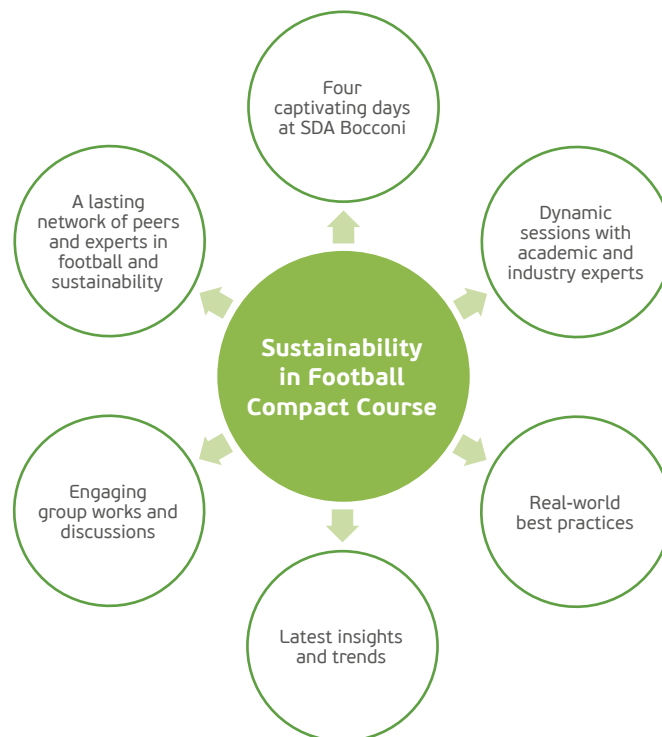 Four
captivating days
at SDA Bocconi
A lasting
network of peers
and experts in
football and
sustainability
Dynamic
sessions with
academic and
industry experts
Sustainability
in Football
Compact Course
Engaging
group works and
discussions
Real-world
best practices
Latest insights
and trends